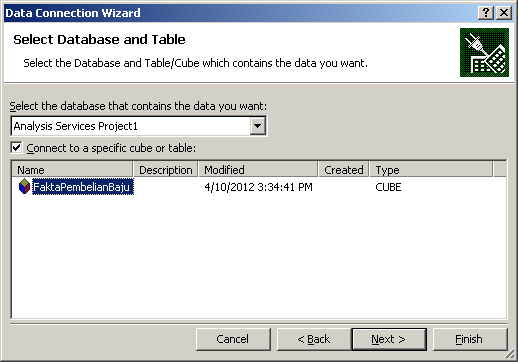 Data Connection Wizard
Select Database and Table
Select the Database and Table/Cube which contains the data you want.
Select the database that contains the data you want:
Analysis Services Project1
Connect to a specific cube or table:
Name Description Modified Created Type
FaktaPembelianBaju 4/10/2012 3:34:41 PM CUBE
Cancel < Back Next > Finish